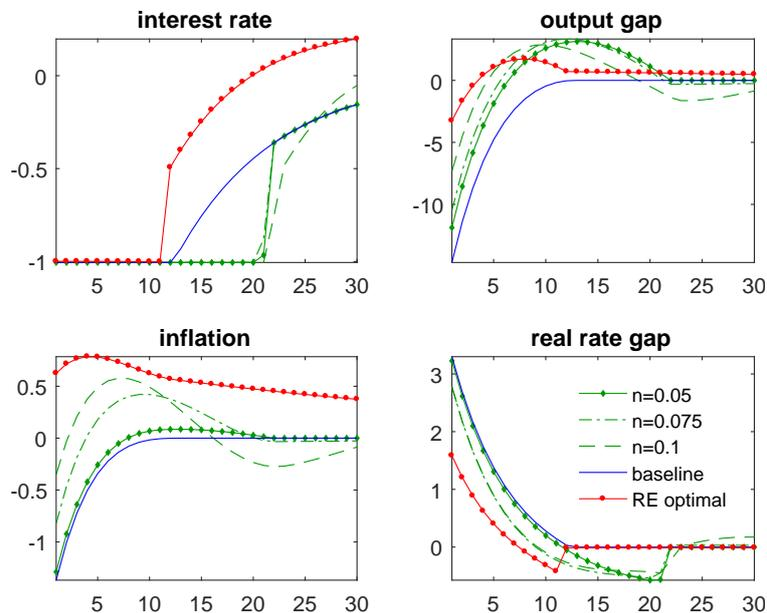 interest rate
0
-0.5
-1
5 10 15 20 25 30
output gap
0
-5
-10
5 10 15 20 25 30
inflation
0.5
0
-0.5
-1
5 10 15 20 25 30
real rate gap
3
2
1
0
n=0.05
n=0.075
n=0.1
baseline
RE optimal
5 10 15 20 25 30